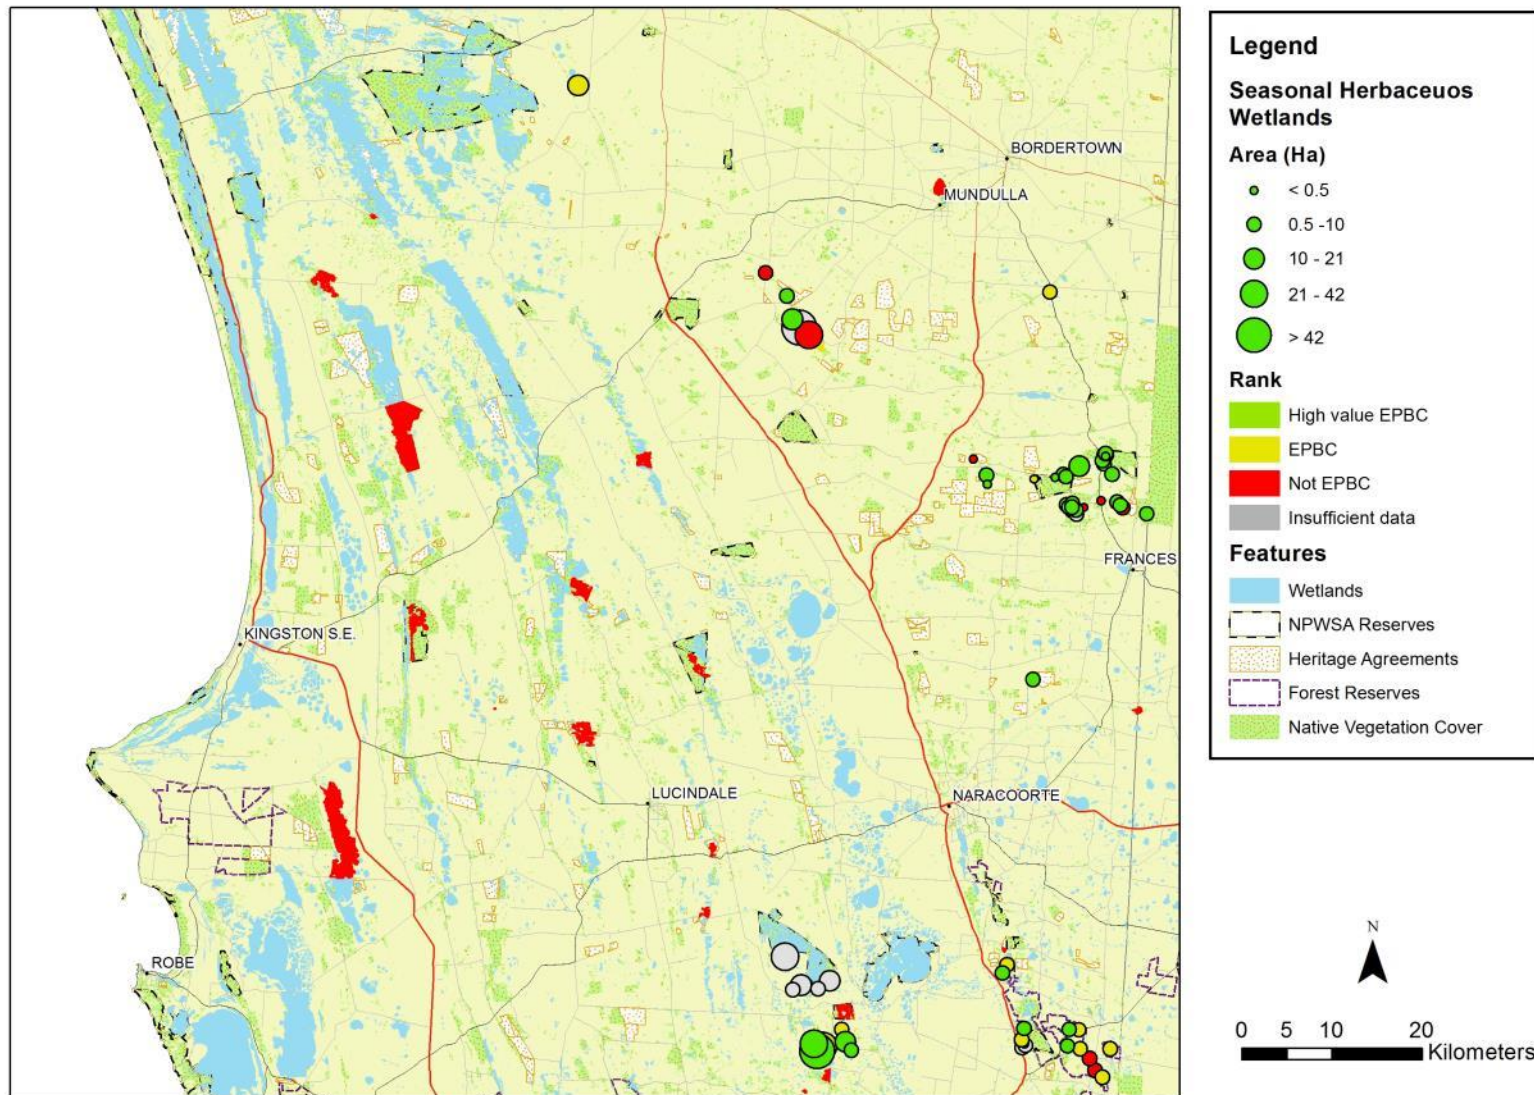 BORDERTOWN
MUNDULLA
FRANCES
KINGSTON S.E.
LUCINDALE
NARACOORTE
ROBE
Legend
Seasonal Herbaceuos
Wetlands
Area (Ha)
< 0.5
0.5 -10
10 - 21
21 - 42
> 42
Rank
High value EPBC
EPBC
Not EPBC
Insufficient data
Features
Wetlands
NPWSA Reserves
Heritage Agreements
Forest Reserves
Native Vegetation Cover
N
0 5 10 20
Kilometers